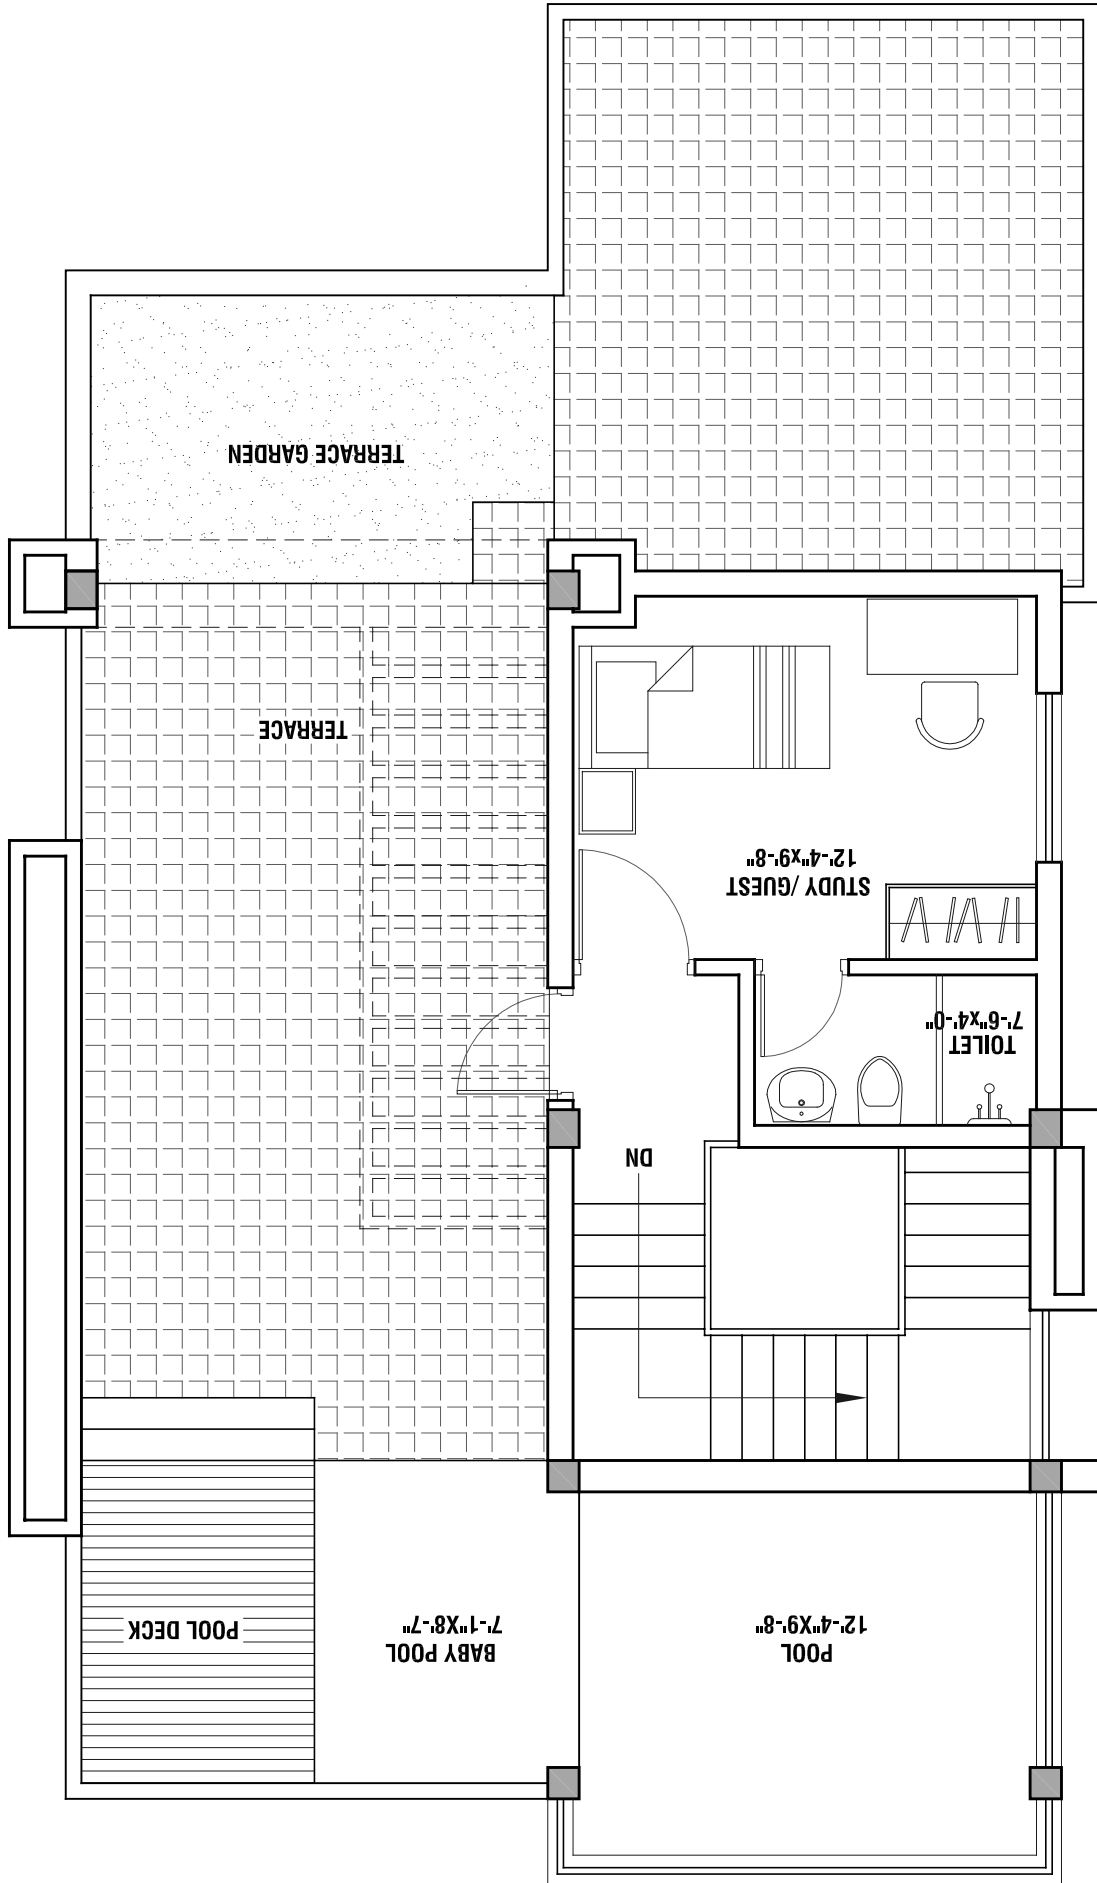 POOL
12'-4"X9'-8"
BABY POOL
7'-1"X8'-7"
POOL DECK
DN
TOILET
7'-6"x4'-0"
STUDY /GUEST
12'-4"x9'-8"
TERRACE
TERRACE GARDEN